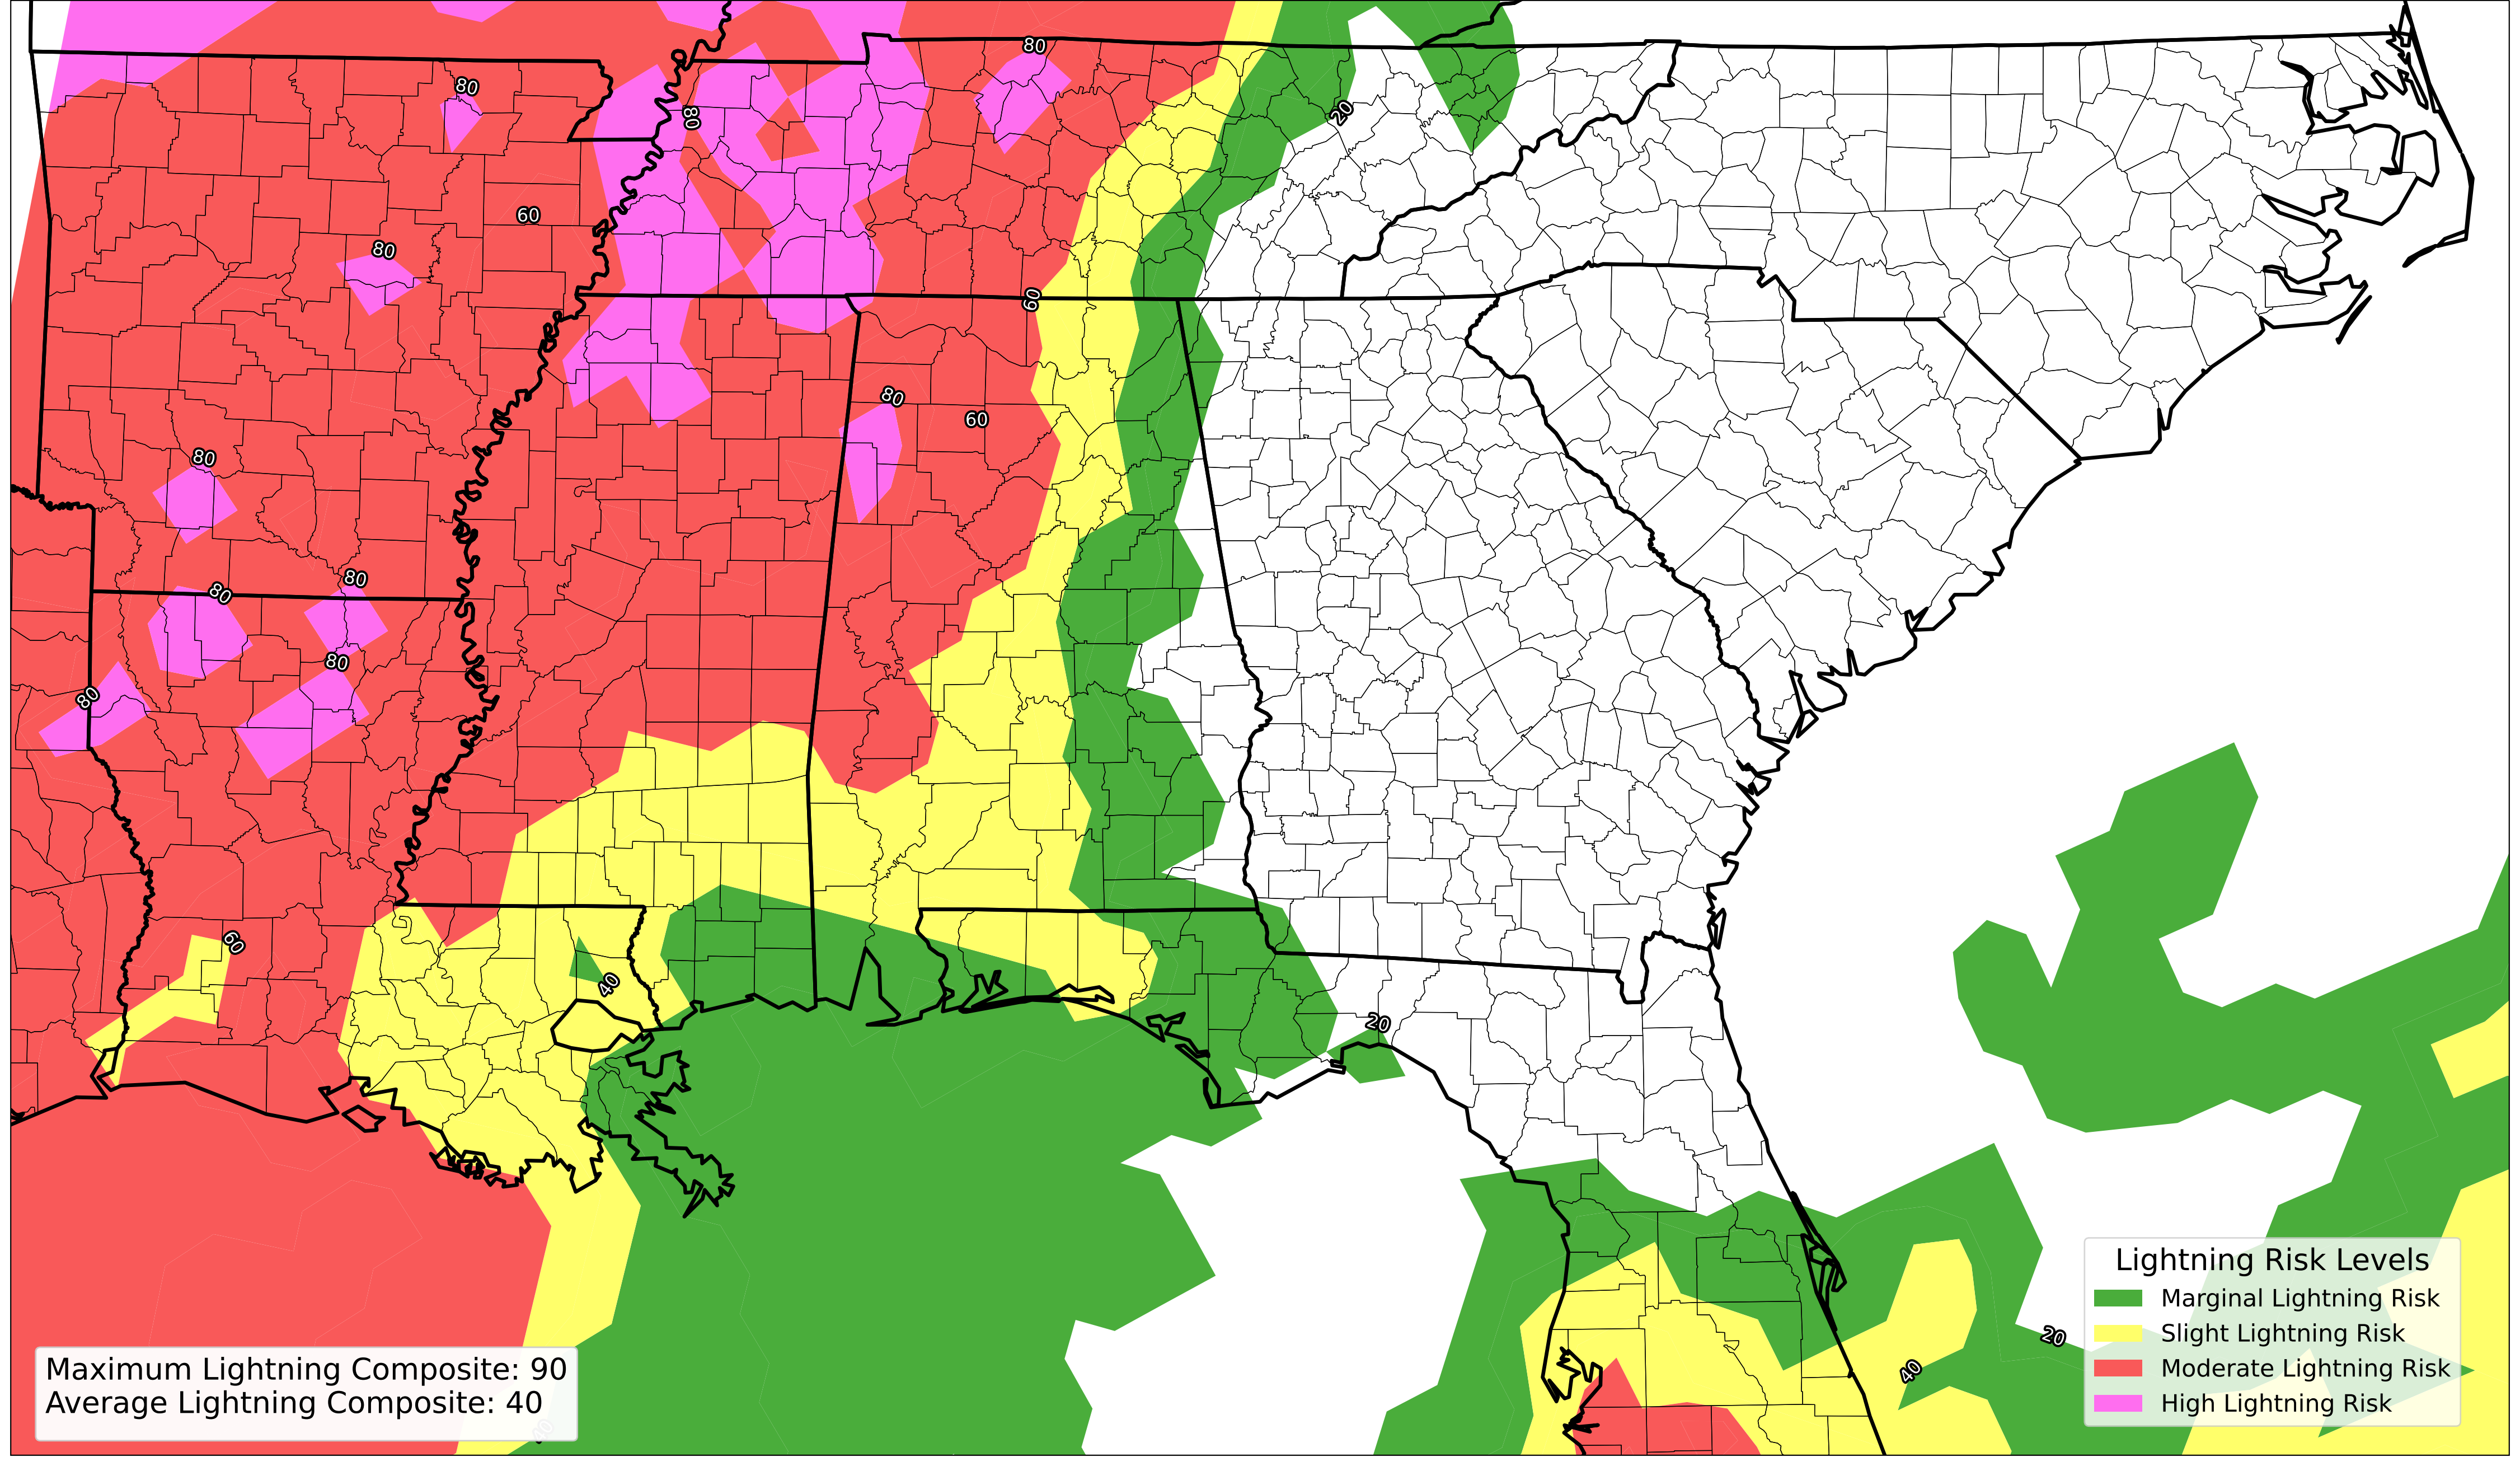 80
80
80
20
60
80
60
80
60
80
80
80
80
80
60
40
20
Lightning Risk Levels
Marginal Lightning Risk
Slight Lightning Risk
20
Moderate Lightning Risk
40
High Lightning Risk
Maximum Lightning Composite: 90
Average Lightning Composite: 40
40